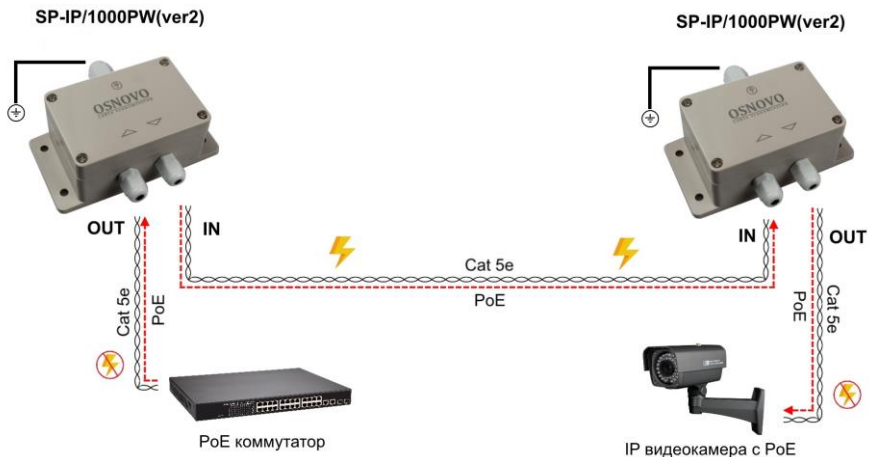 SP-IP/1000PW(ver2)
SP-IP/1000PW(ver2)
OSNOVO
OSNOVO
OUT
IN
IN
OUT
Cat 5e
PoE
Cat 5e
PoE
PoE
Cat 5e
PoE коммутатор
IP видеокамера с PoE